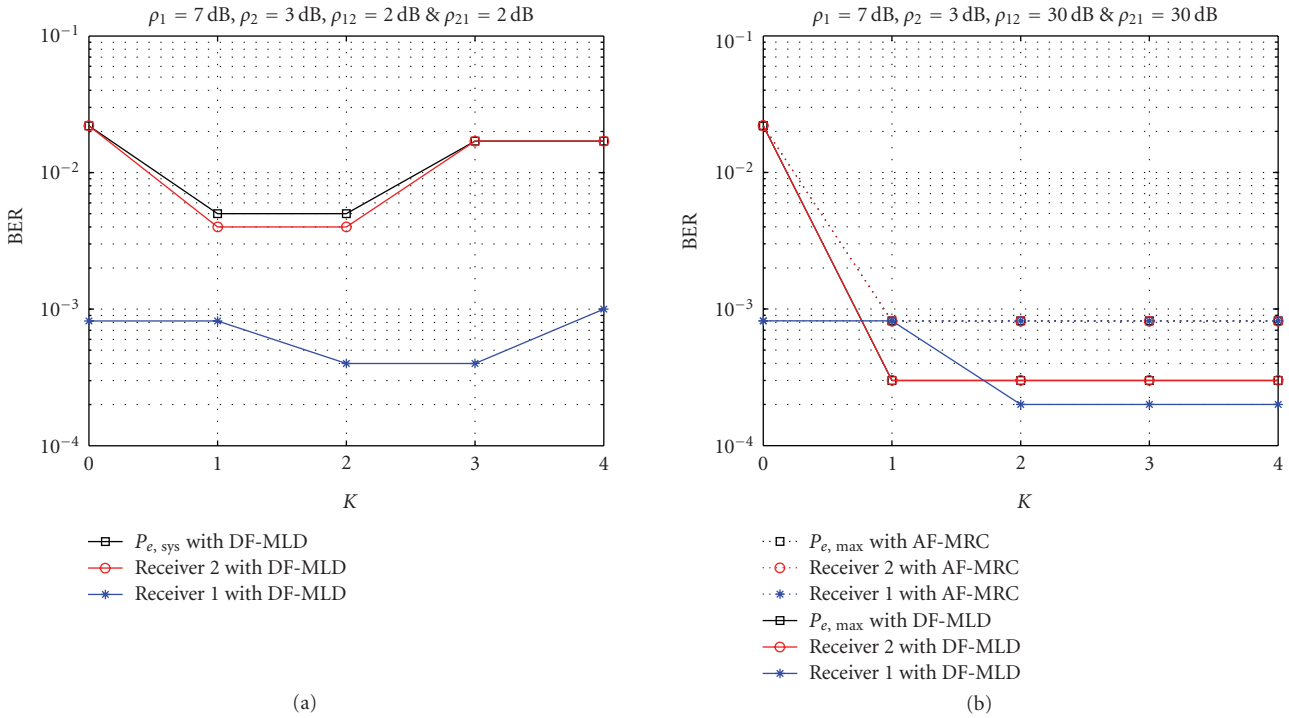 ρ₁ = 7 dB, ρ₂ = 3 dB, ρ₁₂ = 2 dB & ρ₂₁ = 2 dB
10⁻¹
10⁻²
10⁻³
10⁻⁴
BER
0 1 2 3 4
K
Pₑ, sys with DF-MLD
Receiver 2 with DF-MLD
Receiver 1 with DF-MLD
(a)
ρ₁ = 7 dB, ρ₂ = 3 dB, ρ₁₂ = 30 dB & ρ₂₁ = 30 dB
10⁻¹
10⁻²
10⁻³
10⁻⁴
BER
0 1 2 3 4
K
Pₑ, max with AF-MRC
Receiver 2 with AF-MRC
Receiver 1 with AF-MRC
Pₑ, max with DF-MLD
Receiver 2 with DF-MLD
Receiver 1 with DF-MLD
(b)